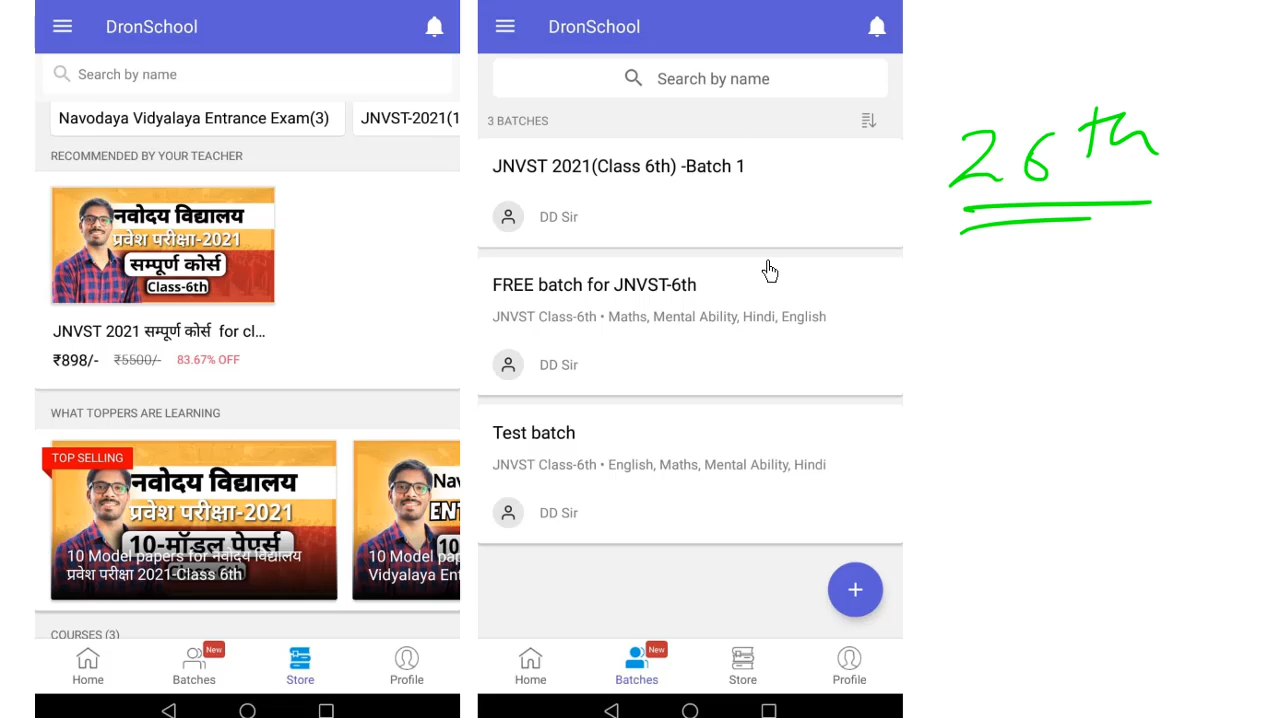 DronSchool
Search by name
Navodaya Vidyalaya Entrance Exam(3)
JNVST-2021(1
RECOMMENDED BY YOUR TEACHER
नवोदय विद्यालय
प्रवेश परीक्षा-2021
सम्पूर्ण कोर्स
Class-6th
JNVST 2021 सम्पूर्ण कोर्स for cl...
₹898/- ₹5500/- 83.67% OFF
WHAT TOPPERS ARE LEARNING
TOP SELLING
नवोदय विद्यालय
प्रवेश परीक्षा-2021
10-मॉडल पेपर्स
10 Model papers for नवोदय विद्यालय
प्रवेश परीक्षा 2021 Class 6th
Nav
ENT
10
10 Model pap
Vidyalaya Ent
COURSES (3)
New
Home Batches Store Profile
DronSchool
Search by name
3 BATCHES
JNVST 2021(Class 6th) -Batch 1
DD Sir
FREE batch for JNVST-6th
JNVST Class-6th • Maths, Mental Ability, Hindi, English
DD Sir
Test batch
JNVST Class-6th • English, Maths, Mental Ability, Hindi
DD Sir
+
New
Home Batches Store Profile
26th